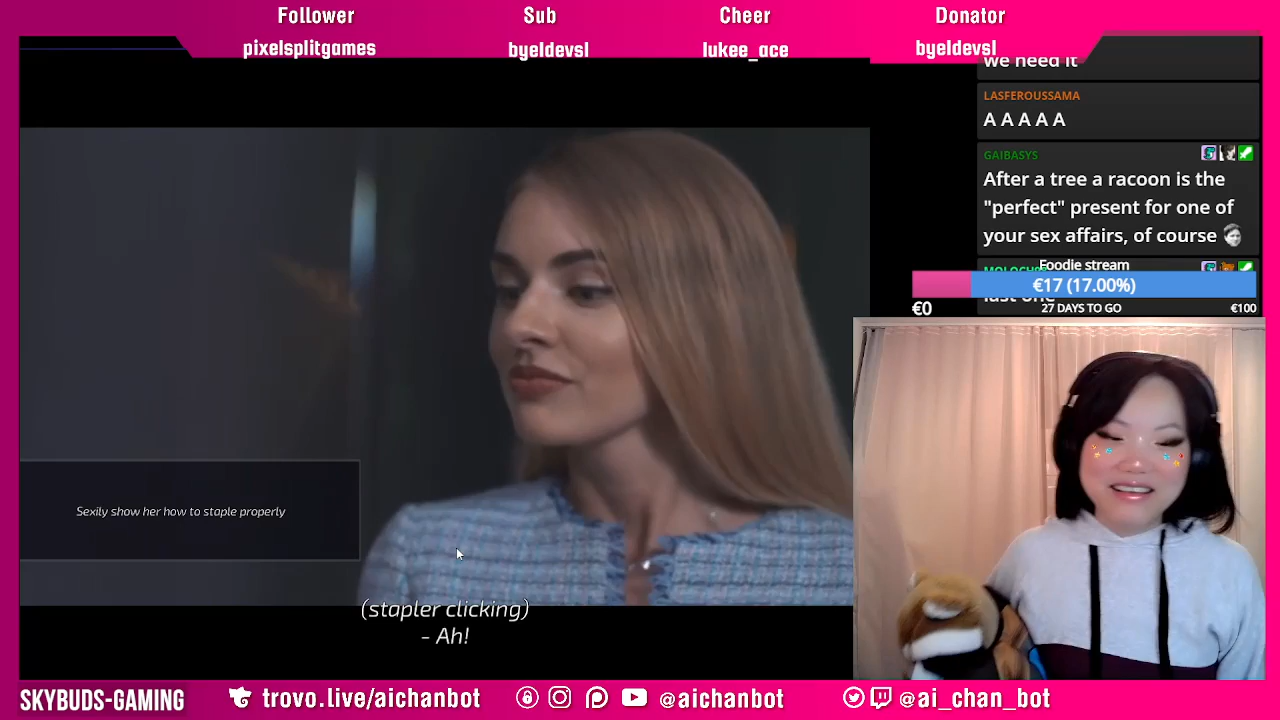 Follower
Sub
Cheer
Donator
pixelsplitgames
byeldevsl
lukee_ace
byeldevsl
we need it
LASFEROUSSAMA
A A A A A
GAIBASYS
After a tree a racoon is the
"perfect" present for one of
your sex affairs, of course
Foodie stream
last one
€17 (17.00%)
€0
27 DAYS TO GO
€100
Sexily show her how to staple properly
(stapler clicking)
- Ah!
SKYBUDS-GAMING
trovo.live/aichanbot
@aichanbot
@ai_chan_bot